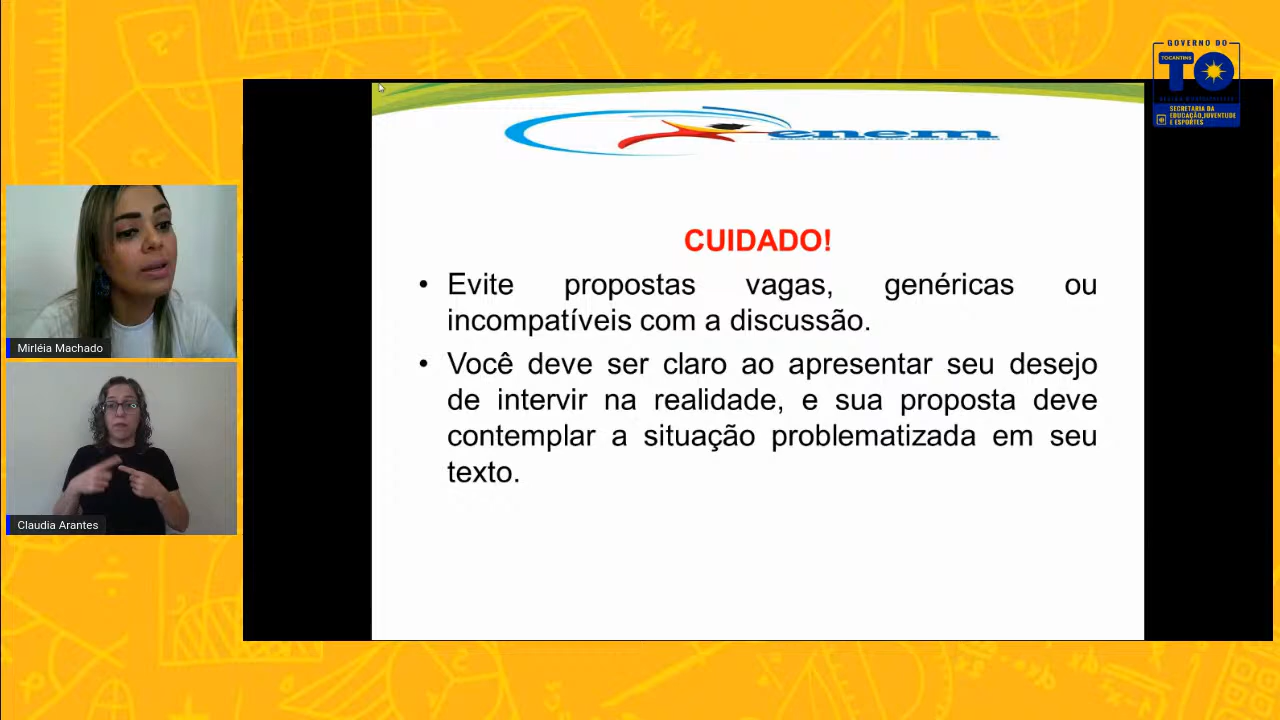 GOVERNO DO
TOCANTINS
TO
SECRETARIA DA
EDUCAÇÃO, JUVENTUDE
E ESPORTES
enem
CUIDADO!
• Evite propostas vagas, genéricas ou
incompatíveis com a discussão.
• Você deve ser claro ao apresentar seu desejo
de intervir na realidade, e sua proposta deve
contemplar a situação problematizada em seu
texto.
Mirléia Machado
Claudia Arantes